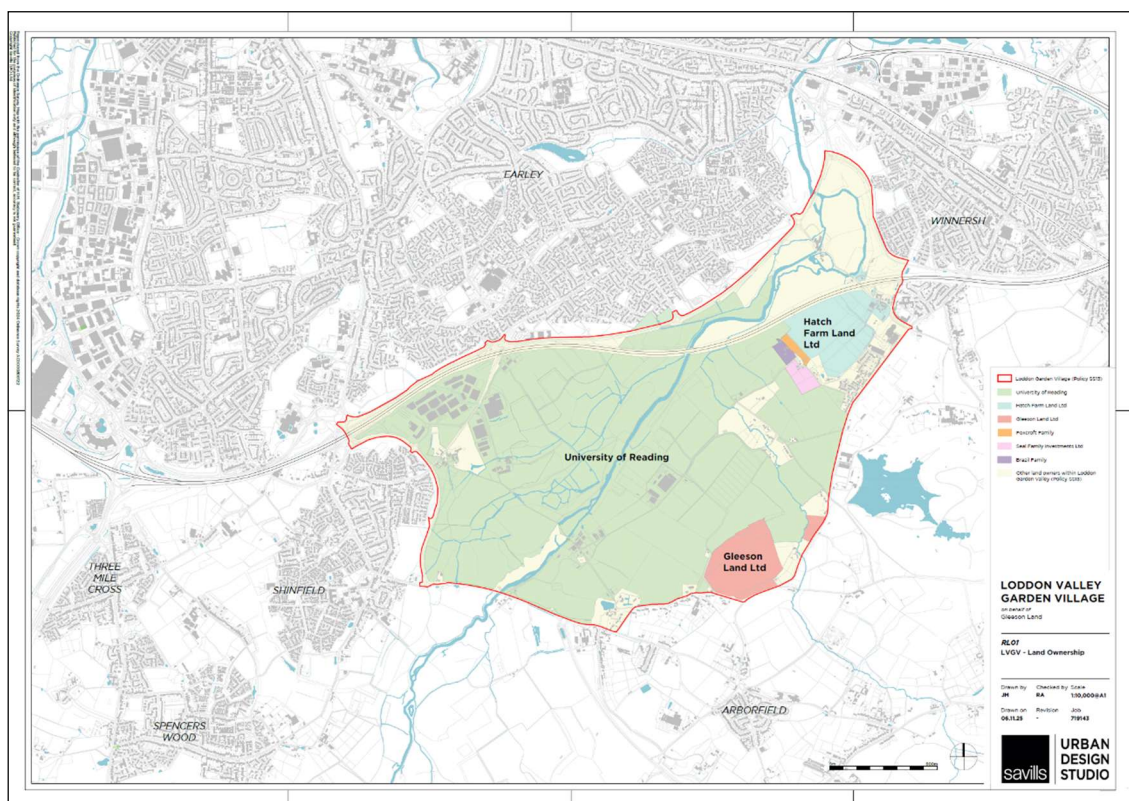 EARLEY
WINNERSH
Hatch
Farm Land
Ltd
University of Reading
Gleeson
Land Ltd
THREE
MILE
CROSS
SHINFIELD
SPENCERS
WOOD
ARBORFIELD
Loddon Garden Village (Policy SS13)
University of Reading
Hatch Farm Land Ltd
Gleeson Land Ltd
Foxcroft Family
Seal Family Investments Ltd
Brazil Family
Other land owners within Loddon
Garden Valley (Policy SS13)
LODDON VALLEY
GARDEN VILLAGE
on behalf of
Gleeson Land
RL01
LVGV - Land Ownership
Drawn by Checked by Scale
JM RA 1:10,000@A1
Drawn on Revision Job
06.11.25 - 719143
savills
URBAN
DESIGN
STUDIO